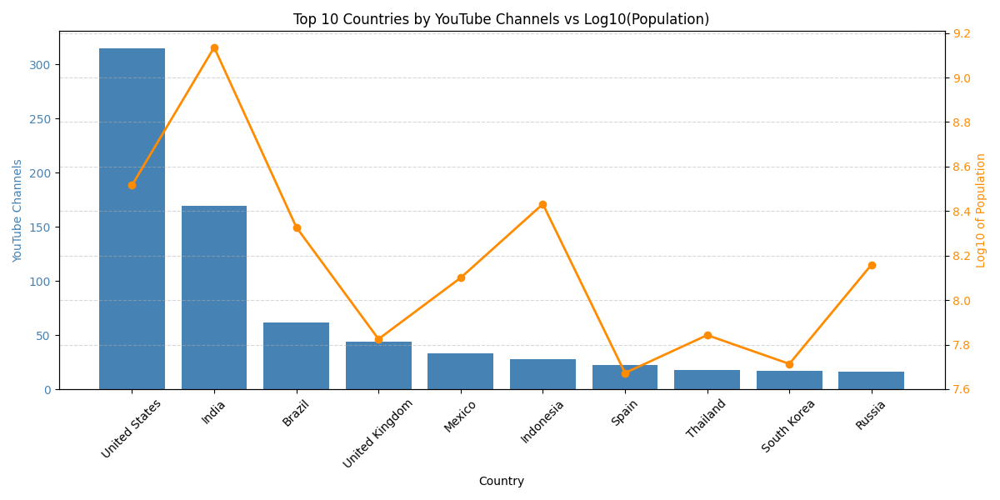 Top 10 Countries by YouTube Channels vs Log10(Population)
YouTube Channels
300
250
200
150
100
50
0
9.2
9.0
8.8
8.6
8.4
8.2
8.0
7.8
7.6
Log10 of Population
United States
India
Brazil
United Kingdom
Mexico
Indonesia
Spain
Thailand
South Korea
Russia
Country